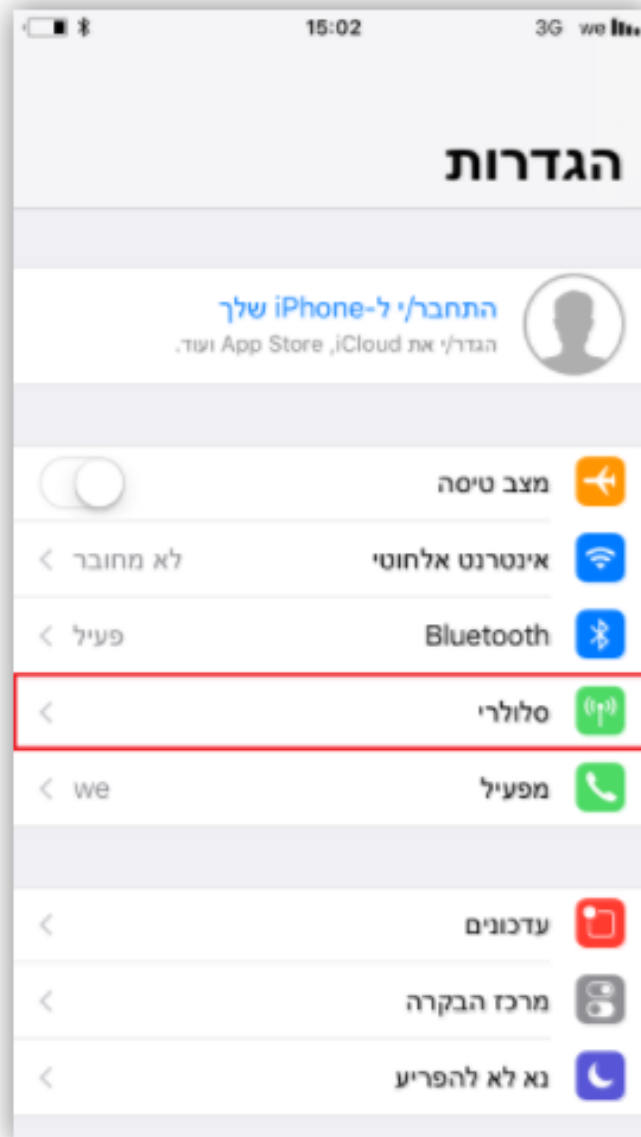 3G we 15:02
הגדרות
התחבר/י ל-iPhone שלך
הגדר/י את App Store ,iCloud ועוד.
מצב טיסה
אינטרנט אלחוטי לא מחובר
Bluetooth פעיל
סלולרי
מפעיל we
עדכונים
מרכז הבקרה
נא לא להפריע